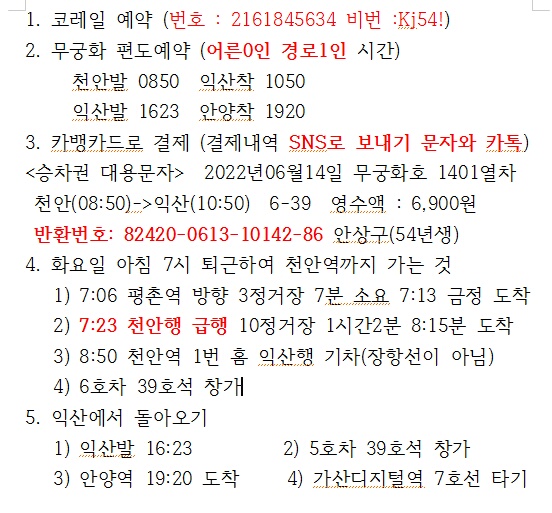 1. 코레일 예약 (번호 : 2161845634 비번 :Kj54!)
2. 무궁화 편도예약 (어른0인 경로1인 시간)
천안발 0850 익산착 1050
익산발 1623 안양착 1920
3. 카뱅카드로 결제 (결제내역 SNS로 보내기 문자와 카톡)
<승차권 대용문자> 2022년06월14일 무궁화호 1401열차
천안(08:50)->익산(10:50) 6-39 영수액 : 6,900원
반환번호: 82420-0613-10142-86 안상구(54년생)
4. 화요일 아침 7시 퇴근하여 천안역까지 가는 것
1) 7:06 평촌역 방향 3정거장 7분 소요 7:13 금정 도착
2) 7:23 천안행 급행 10정거장 1시간2분 8:15분 도착
3) 8:50 천안역 1번 홈 익산행 기차(장항선이 아님)
4) 6호차 39호석 창가
5. 익산에서 돌아오기
1) 익산발 16:23 2) 5호차 39호석 창가
3) 안양역 19:20 도착 4) 가산디지털역 7호선 타기